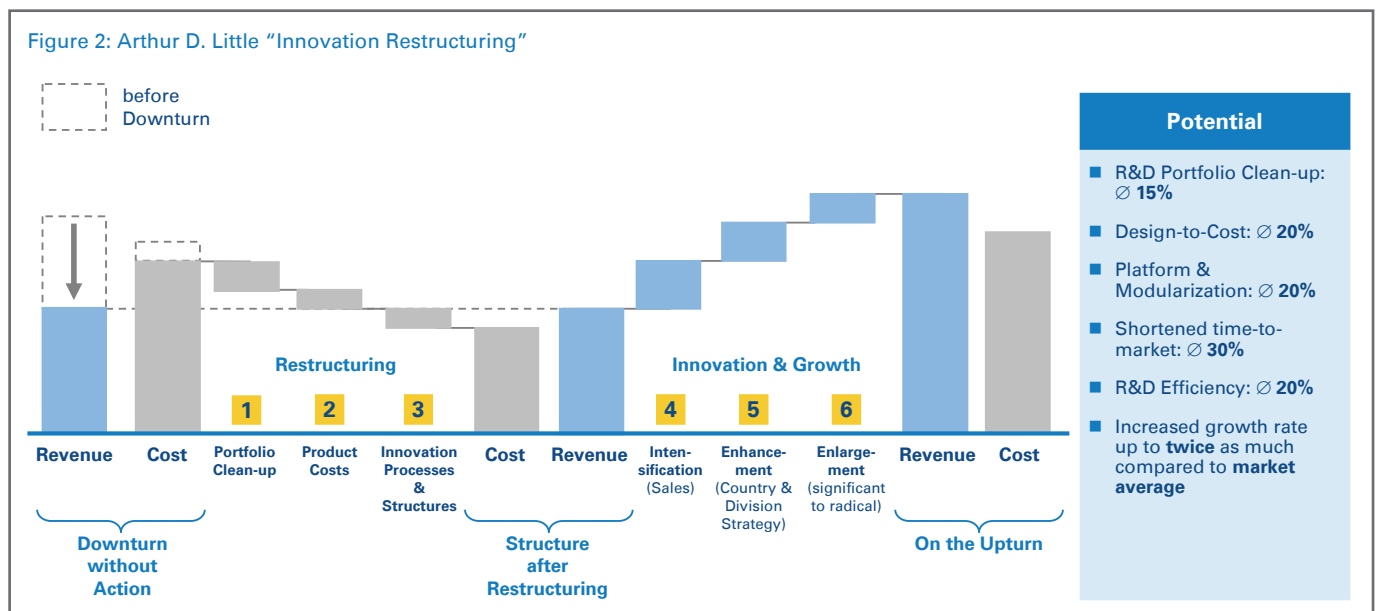 Figure 2: Arthur D. Little “Innovation Restructuring”
before
Downturn
Restructuring
Innovation & Growth
1
2
3
4
5
6
Revenue
Cost
Portfolio
Clean-up
Product
Costs
Innovation
Processes
&
Structures
Cost
Revenue
Inten-
sification
(Sales)
Enhance-
ment
(Country &
Division
Strategy)
Enlarge-
ment
(significant
to radical)
Revenue
Cost
Downturn
without
Action
Structure
after
Restructuring
On the Upturn
Potential
■ R&D Portfolio Clean-up:
∅ 15%
■ Design-to-Cost: ∅ 20%
■ Platform &
Modularization: ∅ 20%
■ Shortened time-to-
market: ∅ 30%
■ R&D Efficiency: ∅ 20%
■ Increased growth rate
up to twice as much
compared to market
average